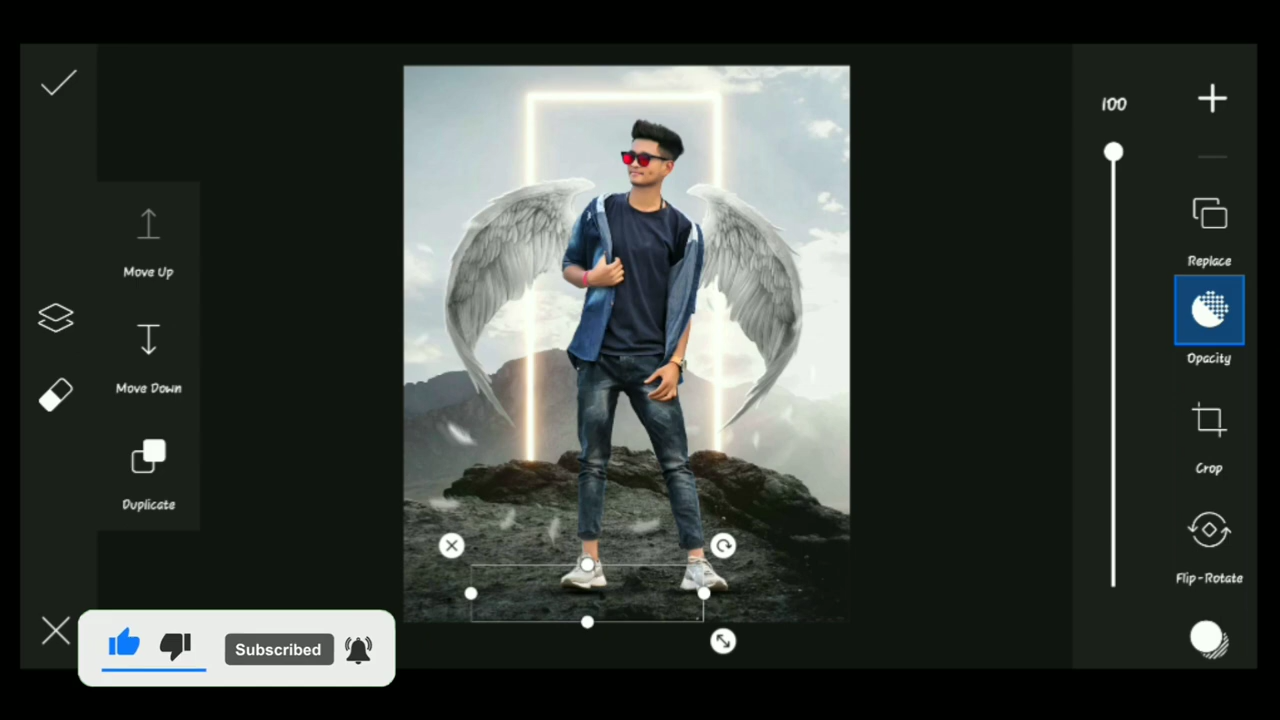 100
Move Up
Replace
Opacity
Move Down
Crop
Duplicate
Flip-Rotate
Subscribed